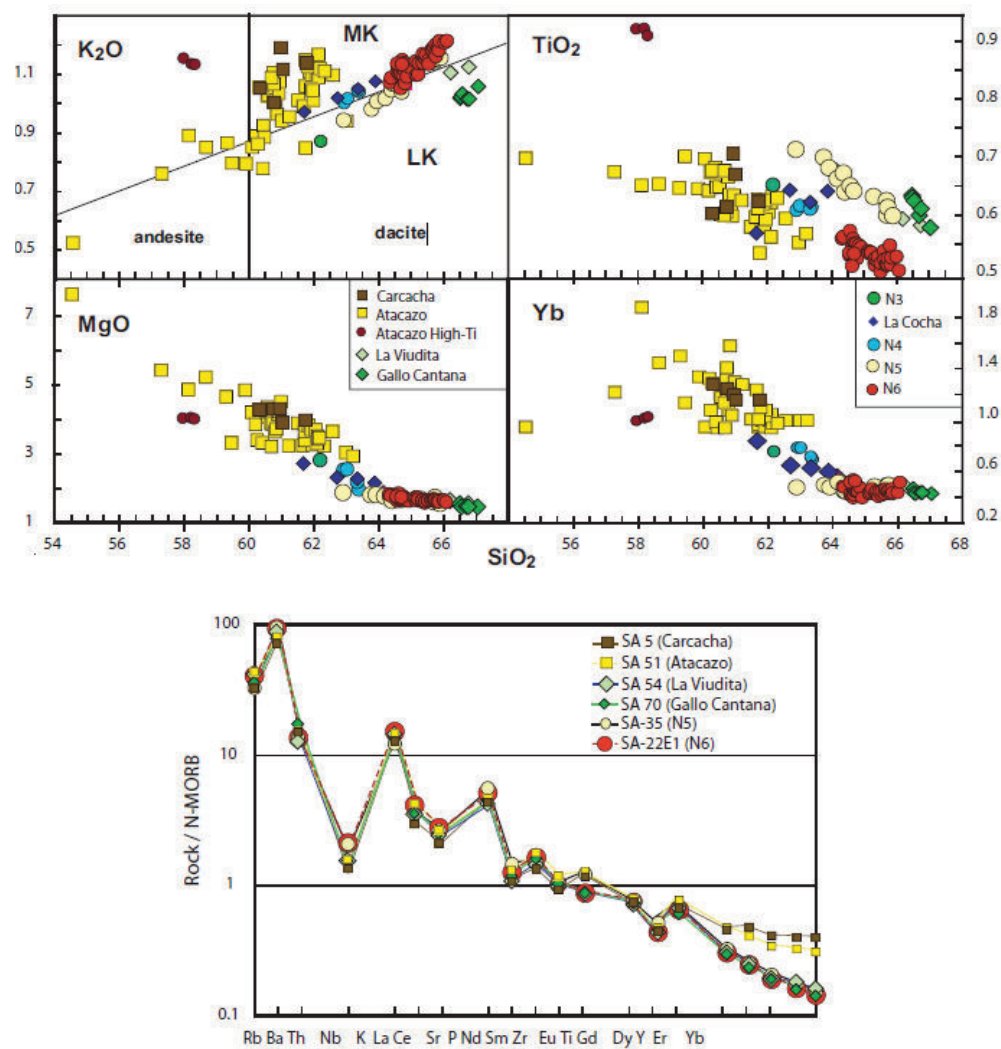 K2O
MK
LK
andesite
dacite
1.1
0.9
0.7
0.5
TiO2
0.9
0.8
0.7
0.6
0.5
MgO
7
5
3
1
Carcacha
Atacazo
Atacazo High-Ti
La Viudita
Gallo Cantana
Yb
1.8
1.4
1.0
0.6
0.2
N3
La Cocha
N4
N5
N6
54 56 58 60 62 64 66
56 58 60 62 64 66 68
SiO2
Rock / N-MORB
100
10
1
0.1
SA 5 (Carcacha)
SA 51 (Atacazo)
SA 54 (La Viudita)
SA 70 (Gallo Cantana)
SA-35 (N5)
SA-22E1 (N6)
Rb Ba Th Nb K La Ce Sr P Nd Sm Zr Eu Ti Gd Dy Y Er Yb